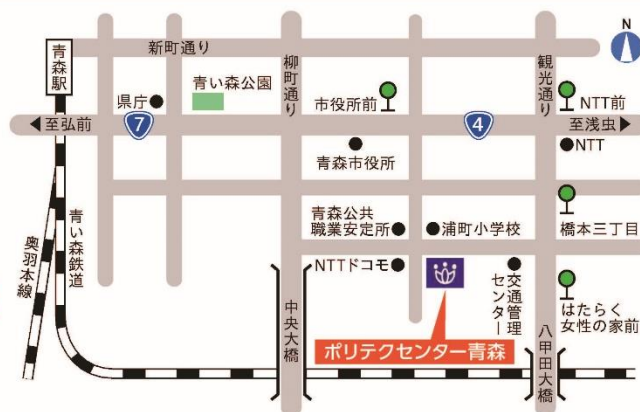 N
新町通り
青森駅
柳町通り
観光通り
青い森公園
県庁
市役所前
NTT前
至弘前
7
4
至浅虫
青森市役所
NTT
青い森鉄道
奥羽本線
青森公共
職業安定所
浦町小学校
橋本三丁目
NTTドコモ
交通管理
センター
はたらく
女性の家前
中央大橋
ポリテクセンター青森
八甲田大橋